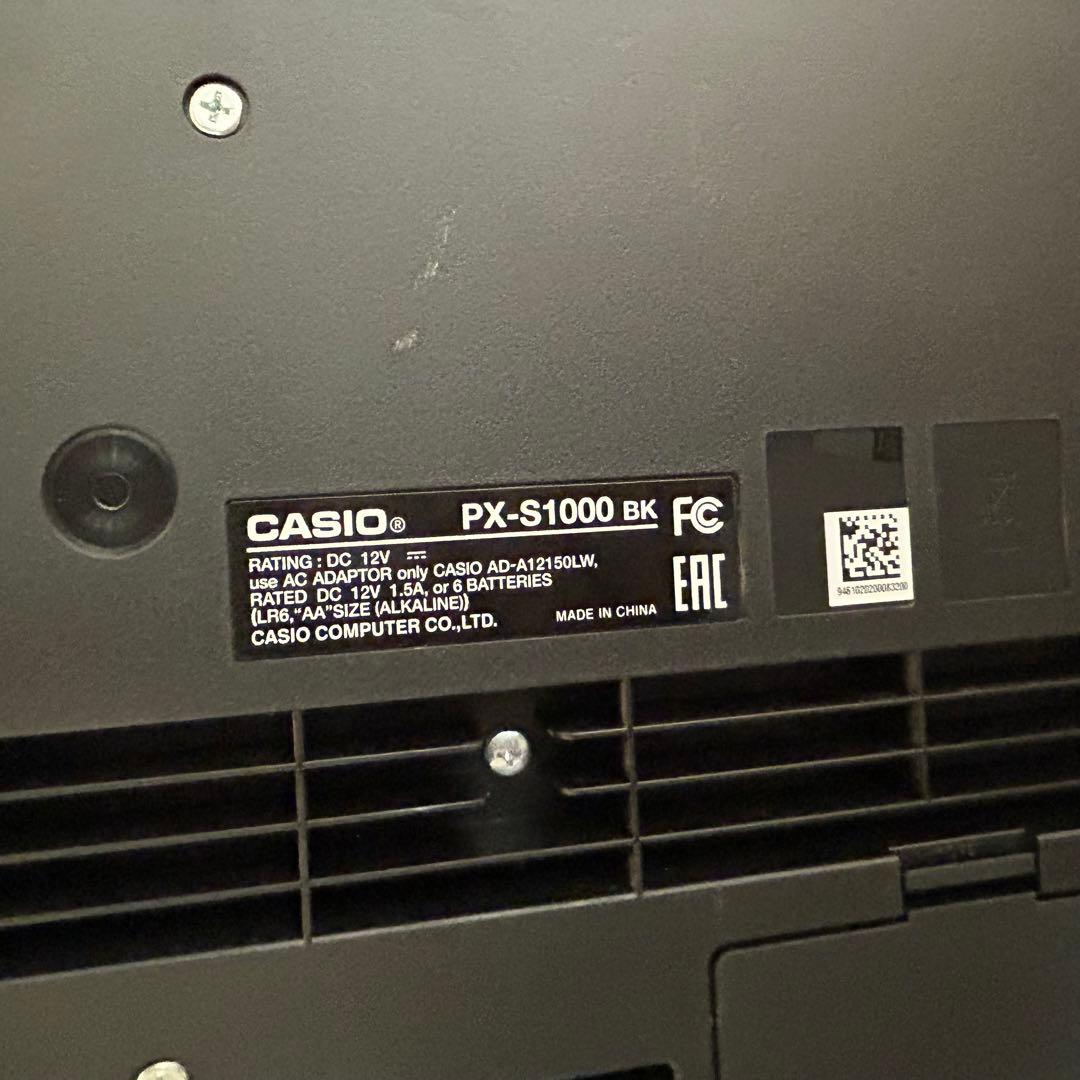 CASIO® PX-S1000 BK FC
RATING : DC 12V
use AC ADAPTOR only CASIO AD-A12150LW,
RATED DC 12V 1.5A, or 6 BATTERIES
(LR6,“AA”SIZE (ALKALINE))
CASIO COMPUTER CO.,LTD. MADE IN CHINA
EAC